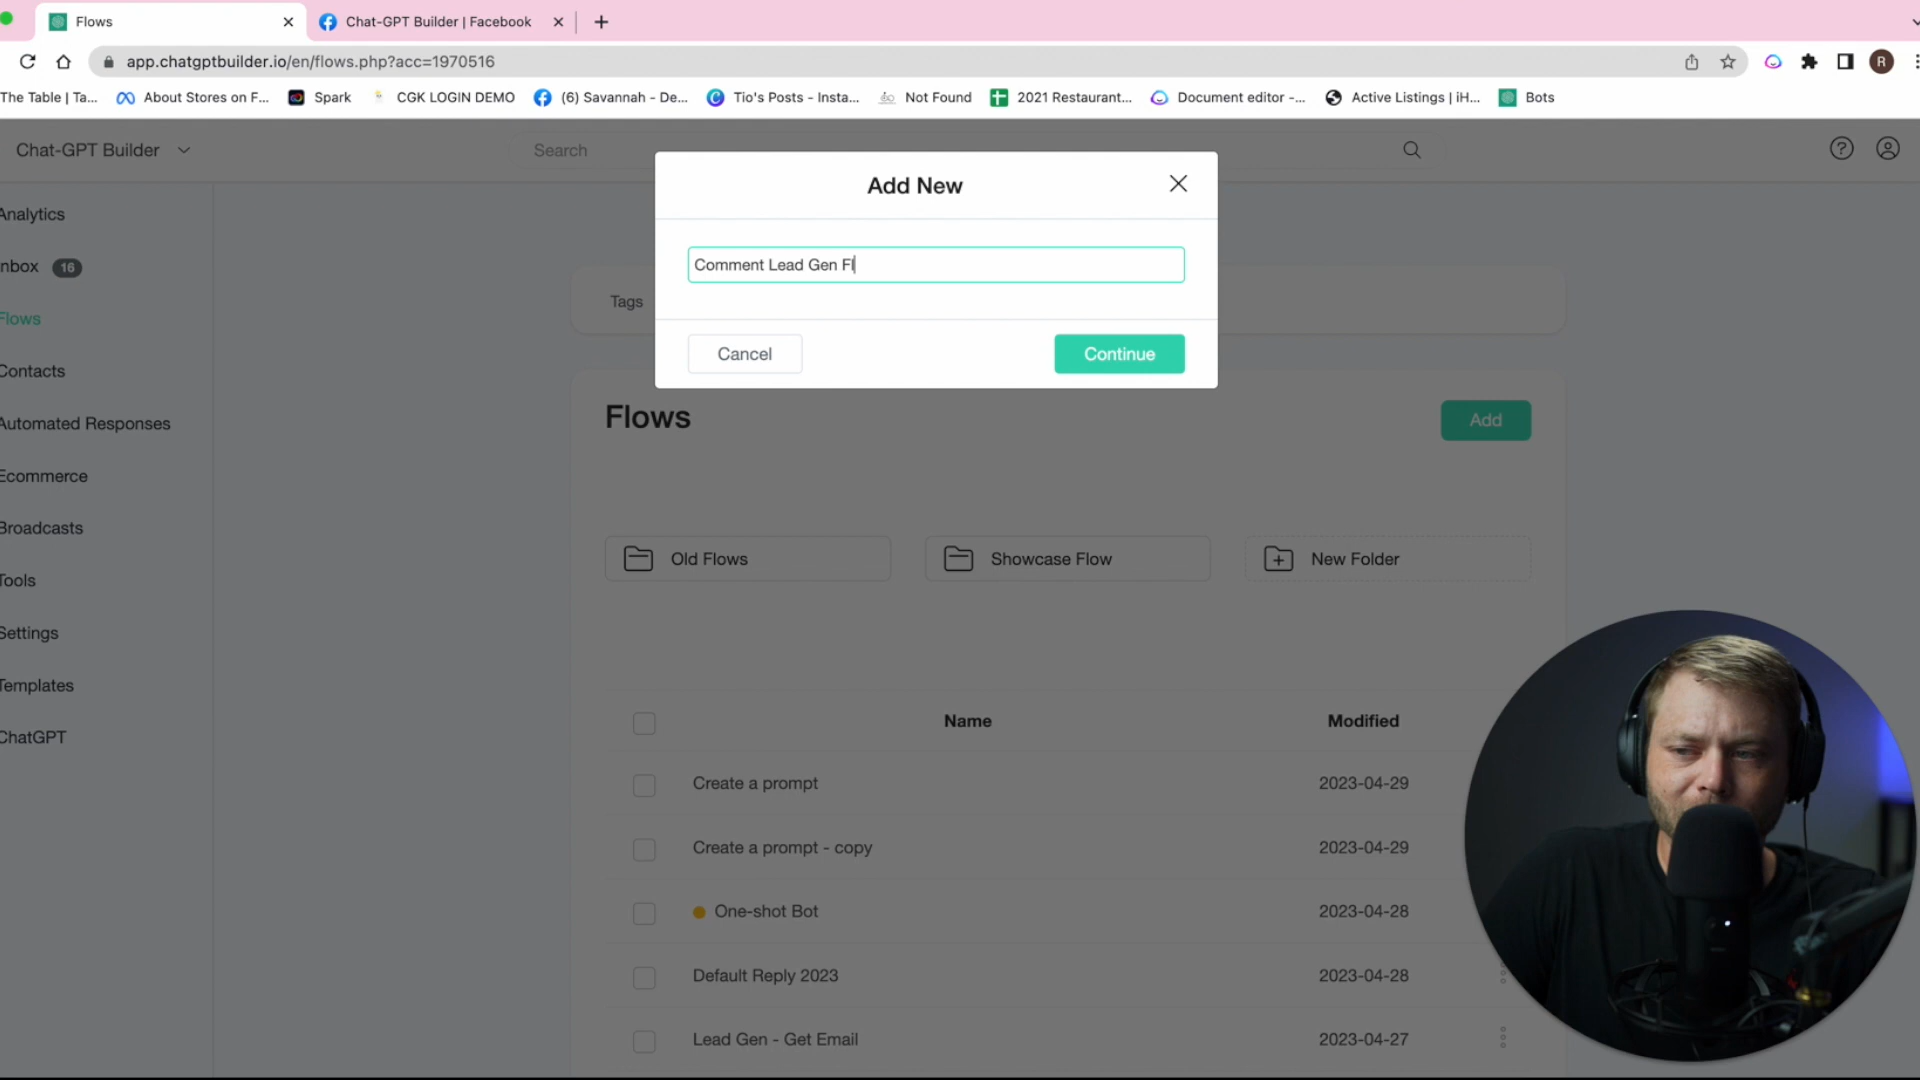 Flows
Chat-GPT Builder | Facebook
app.chatgptbuilder.io/en/flows.php?acc=1970516
R
The Table | Ta...
About Stores on F...
Spark
CGK LOGIN DEMO
(6) Savannah - De...
Tio's Posts - Insta...
Not Found
2021 Restaurant...
Document editor -...
Active Listings | iH...
Bots
Chat-GPT Builder
Search
Add New
Comment Lead Gen Fl
Cancel
Continue
Analytics
nbox 16
Flows
Contacts
Automated Responses
Ecommerce
Broadcasts
Tools
Settings
Templates
ChatGPT
Tags
Flows
Add
Old Flows
Showcase Flow
New Folder
Name Modified
Create a prompt 2023-04-29
Create a prompt - copy 2023-04-29
One-shot Bot 2023-04-28
Default Reply 2023 2023-04-28
Lead Gen - Get Email 2023-04-27